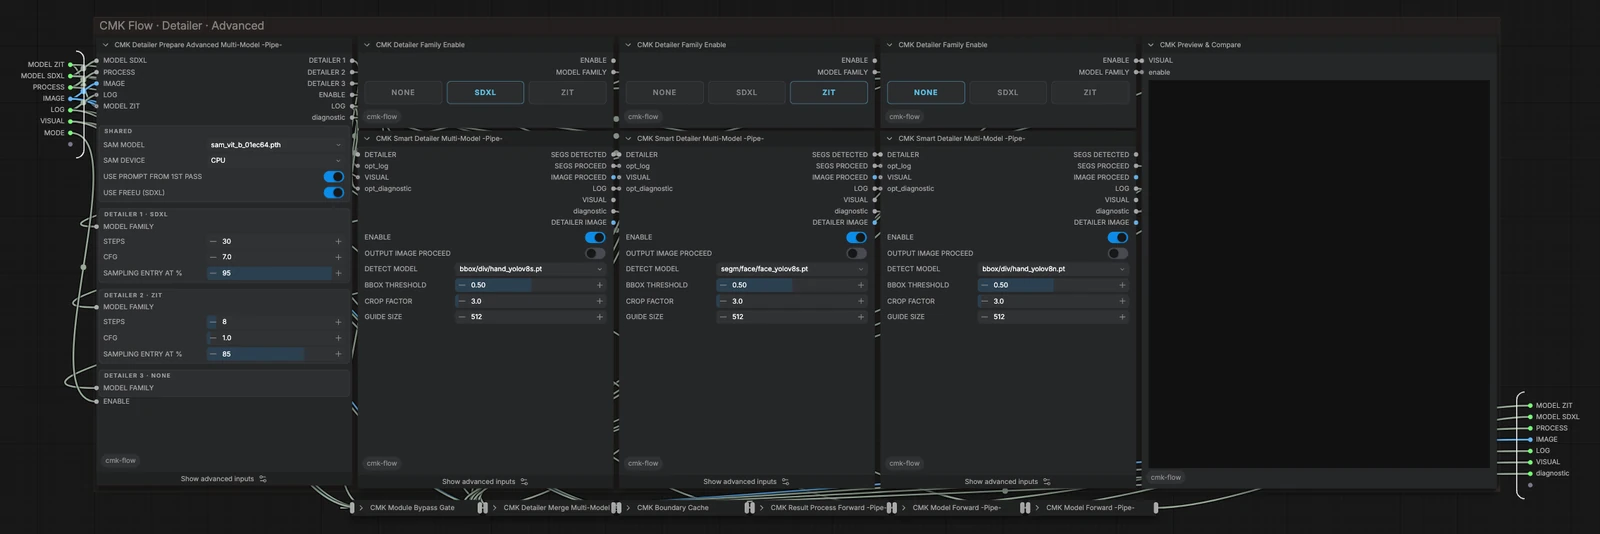 CMK Flow · Detailer · Advanced
MODEL ZIT
MODEL SDXL
PROCESS
IMAGE
LOG
VISUAL
MODE
CMK Detailer Prepare Advanced Multi-Model -Pipe-
MODEL SDXL DETAILER 1
PROCESS DETAILER 2
IMAGE DETAILER 3
LOG ENABLE
MODEL ZIT LOG
diagnostic
SHARED
SAM MODEL sam_vit_b_01ec64.pth
SAM DEVICE CPU
USE PROMPT FROM 1ST PASS
USE FREEU (SDXL)
DETAILER 1 · SDXL
MODEL FAMILY
STEPS 30
CFG 7.0
SAMPLING ENTRY AT % 95
DETAILER 2 · ZIT
MODEL FAMILY
STEPS 8
CFG 1.0
SAMPLING ENTRY AT % 85
DETAILER 3 · NONE
MODEL FAMILY
ENABLE
cmk-flow
Show advanced inputs
CMK Detailer Family Enable
ENABLE
MODEL FAMILY
NONE SDXL ZIT
cmk-flow
CMK Smart Detailer Multi-Model -Pipe-
DETAILER SEGS DETECTED
opt_log SEGS PROCEED
VISUAL IMAGE PROCEED
opt_diagnostic LOG
VISUAL
diagnostic
DETAILER IMAGE
ENABLE
OUTPUT IMAGE PROCEED
DETECT MODEL bbox/div/hand_yolov8s.pt
BBOX THRESHOLD 0.50
CROP FACTOR 3.0
GUIDE SIZE 512
cmk-flow
Show advanced inputs
CMK Detailer Family Enable
ENABLE
MODEL FAMILY
NONE SDXL ZIT
cmk-flow
CMK Smart Detailer Multi-Model -Pipe-
DETAILER SEGS DETECTED
opt_log SEGS PROCEED
VISUAL IMAGE PROCEED
opt_diagnostic LOG
VISUAL
diagnostic
DETAILER IMAGE
ENABLE
OUTPUT IMAGE PROCEED
DETECT MODEL segm/face/face_yolov8s.pt
BBOX THRESHOLD 0.50
CROP FACTOR 3.0
GUIDE SIZE 512
cmk-flow
Show advanced inputs
CMK Detailer Family Enable
ENABLE
MODEL FAMILY
NONE SDXL ZIT
cmk-flow
CMK Smart Detailer Multi-Model -Pipe-
DETAILER SEGS DETECTED
opt_log SEGS PROCEED
VISUAL IMAGE PROCEED
opt_diagnostic LOG
VISUAL
diagnostic
DETAILER IMAGE
ENABLE
OUTPUT IMAGE PROCEED
DETECT MODEL bbox/div/hand_yolov8n.pt
BBOX THRESHOLD 0.50
CROP FACTOR 3.0
GUIDE SIZE 512
cmk-flow
Show advanced inputs
CMK Preview & Compare
VISUAL
enable
cmk-flow
MODEL ZIT
MODEL SDXL
PROCESS
IMAGE
LOG
VISUAL
diagnostic
CMK Module Bypass Gate
CMK Detailer Merge Multi-Model
CMK Boundary Cache
CMK Result Process Forward -Pipe-
CMK Model Forward -Pipe-
CMK Model Forward -Pipe-